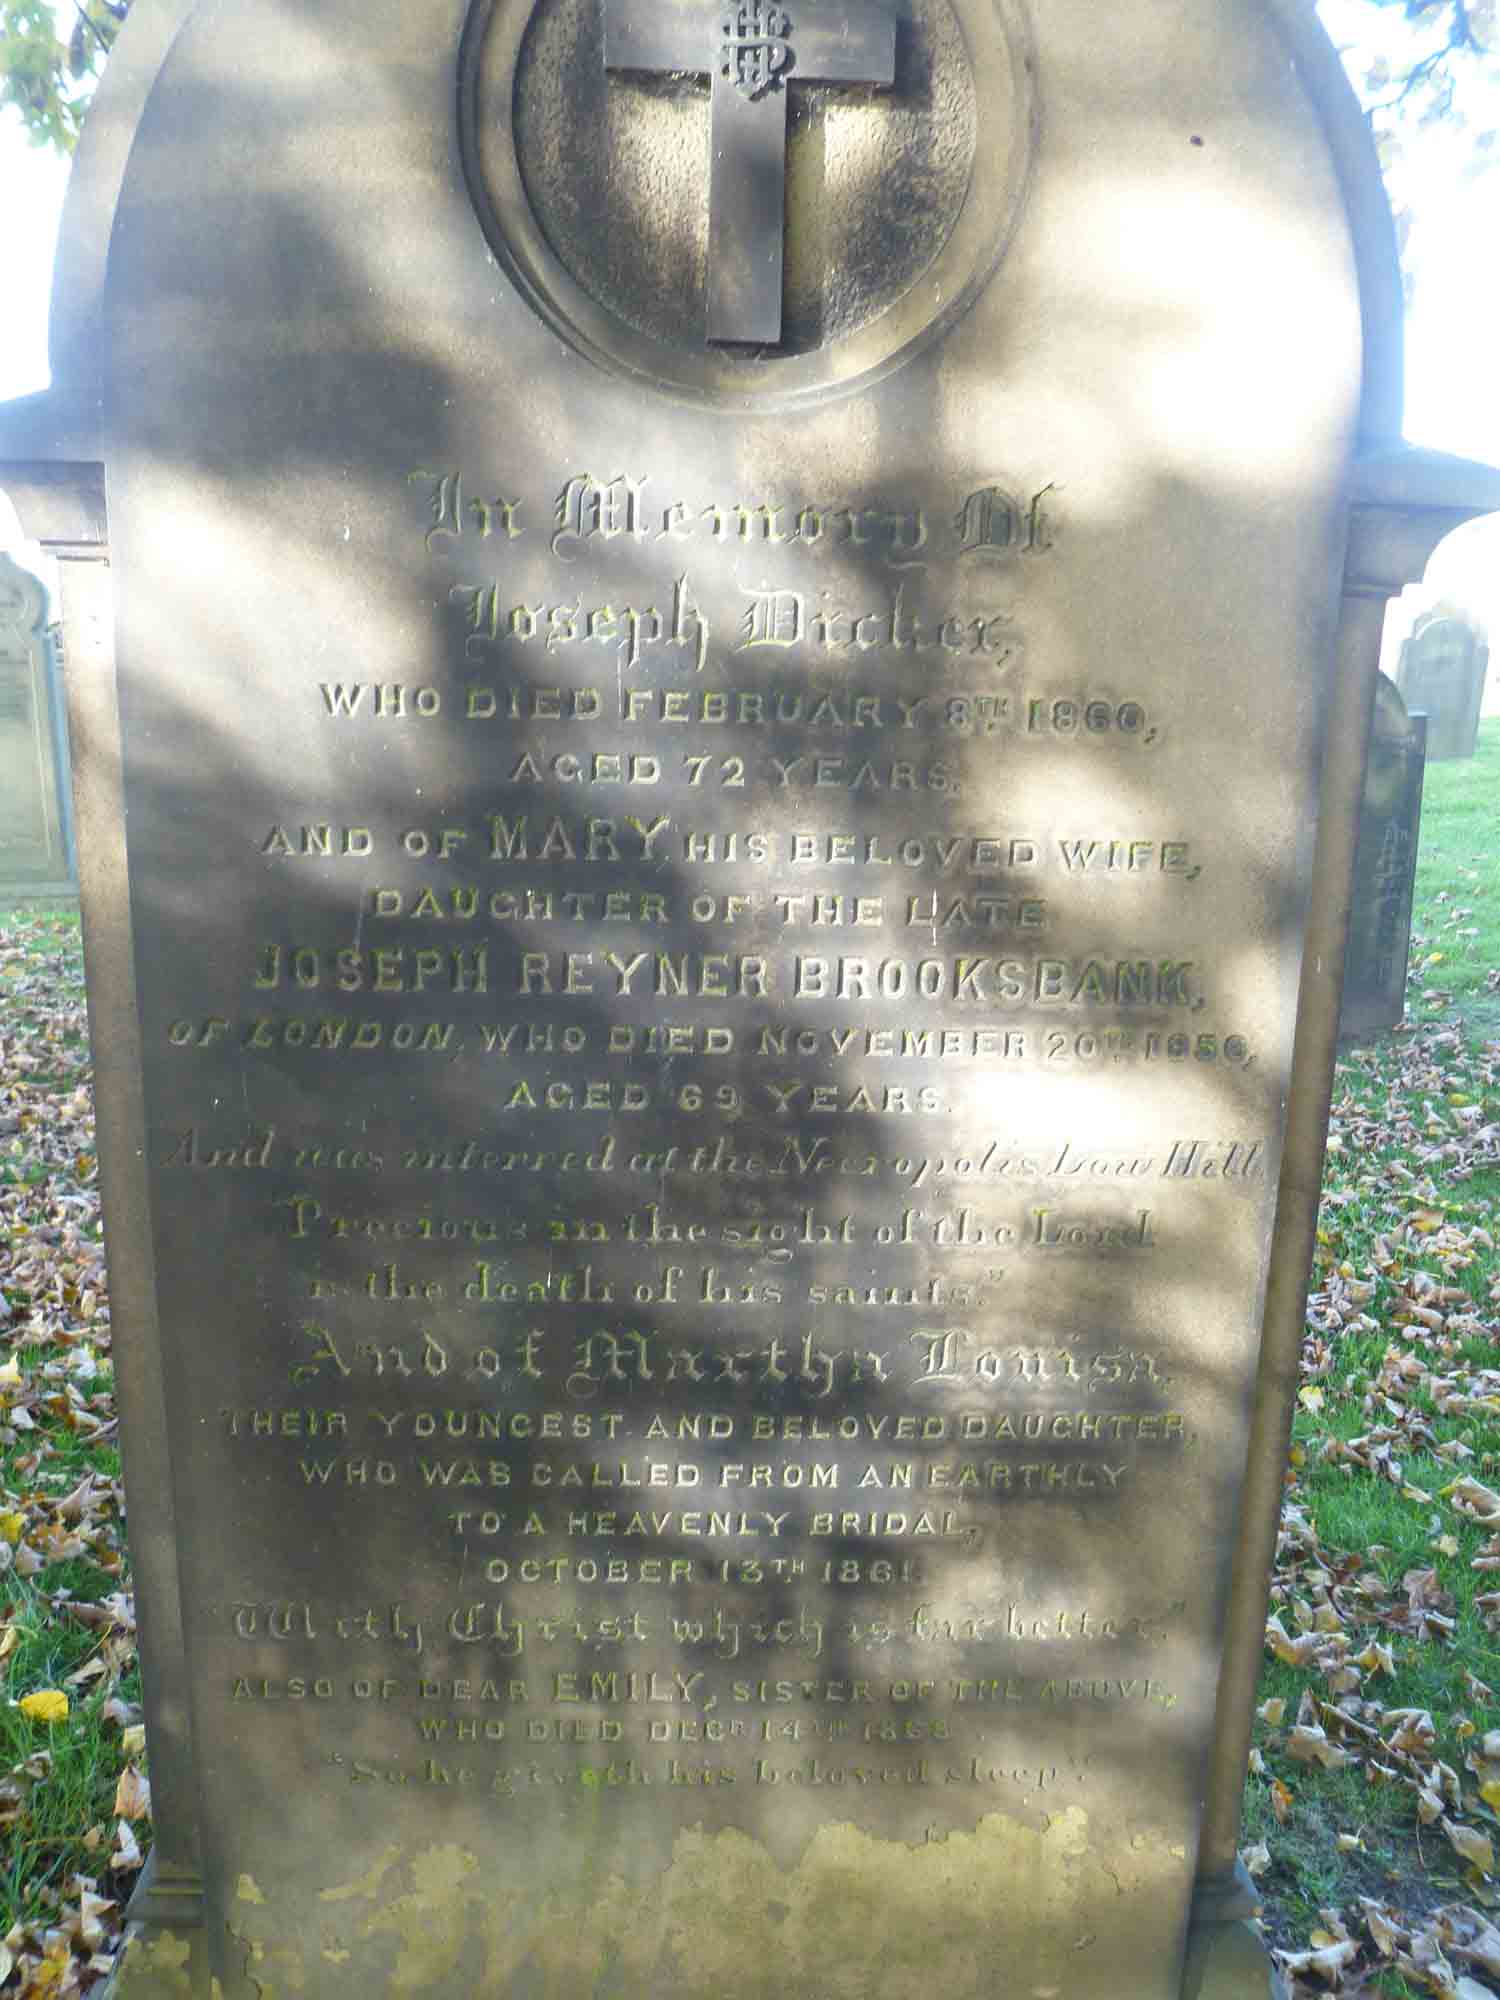 IHS
In Memory Of
Joseph Dicker,
WHO DIED FEBRUARY 8TH 1860,
AGED 72 YEARS.
AND OF MARY, HIS BELOVED WIFE,
DAUGHTER OF THE LATE
JOSEPH REYNER BROOKSBANK,
OF LONDON, WHO DIED NOVEMBER 20TH 1856,
AGED 69 YEARS.
And was interred at the Necropolis Low Hill.
"Precious in the sight of the Lord
is the death of his saints."
And of Martha Louisa,
THEIR YOUNGEST AND BELOVED DAUGHTER,
WHO WAS CALLED FROM AN EARTHLY
TO A HEAVENLY BRIDAL,
OCTOBER 13TH 1861.
"With Christ which is far better."
ALSO OF DEAR EMILY, SISTER OF THE ABOVE,
WHO DIED DECR 14TH 1868.
"So he giveth his beloved sleep".